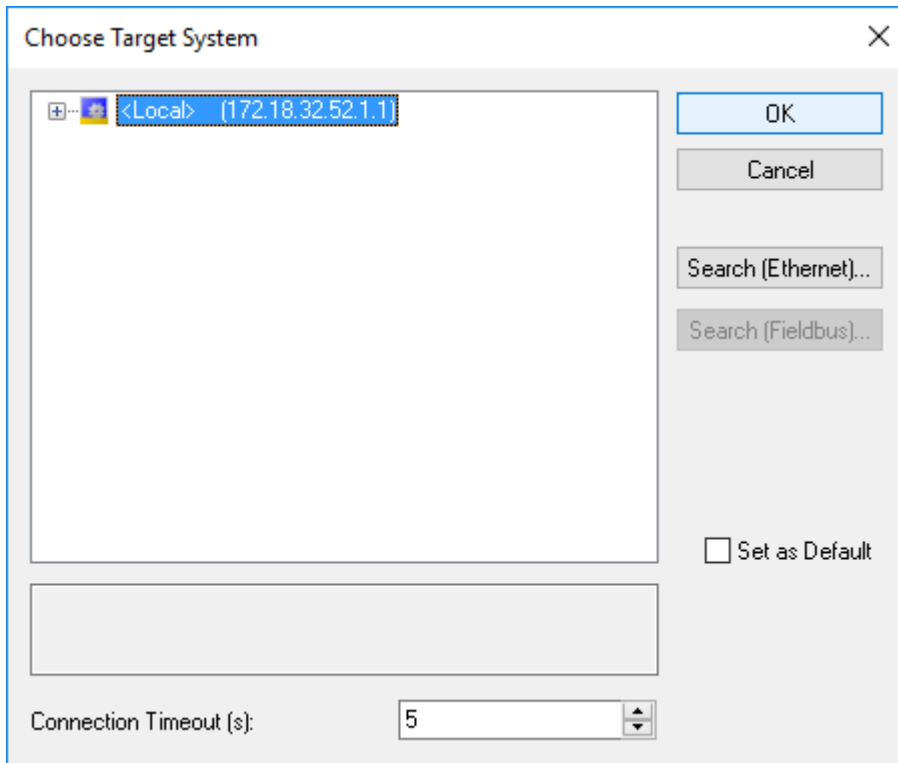 Choose Target System
<Local> (172.18.32.52.1.1)
OK
Cancel
Search (Ethernet)...
Search (Fieldbus)...
Set as Default
Connection Timeout (s):
5